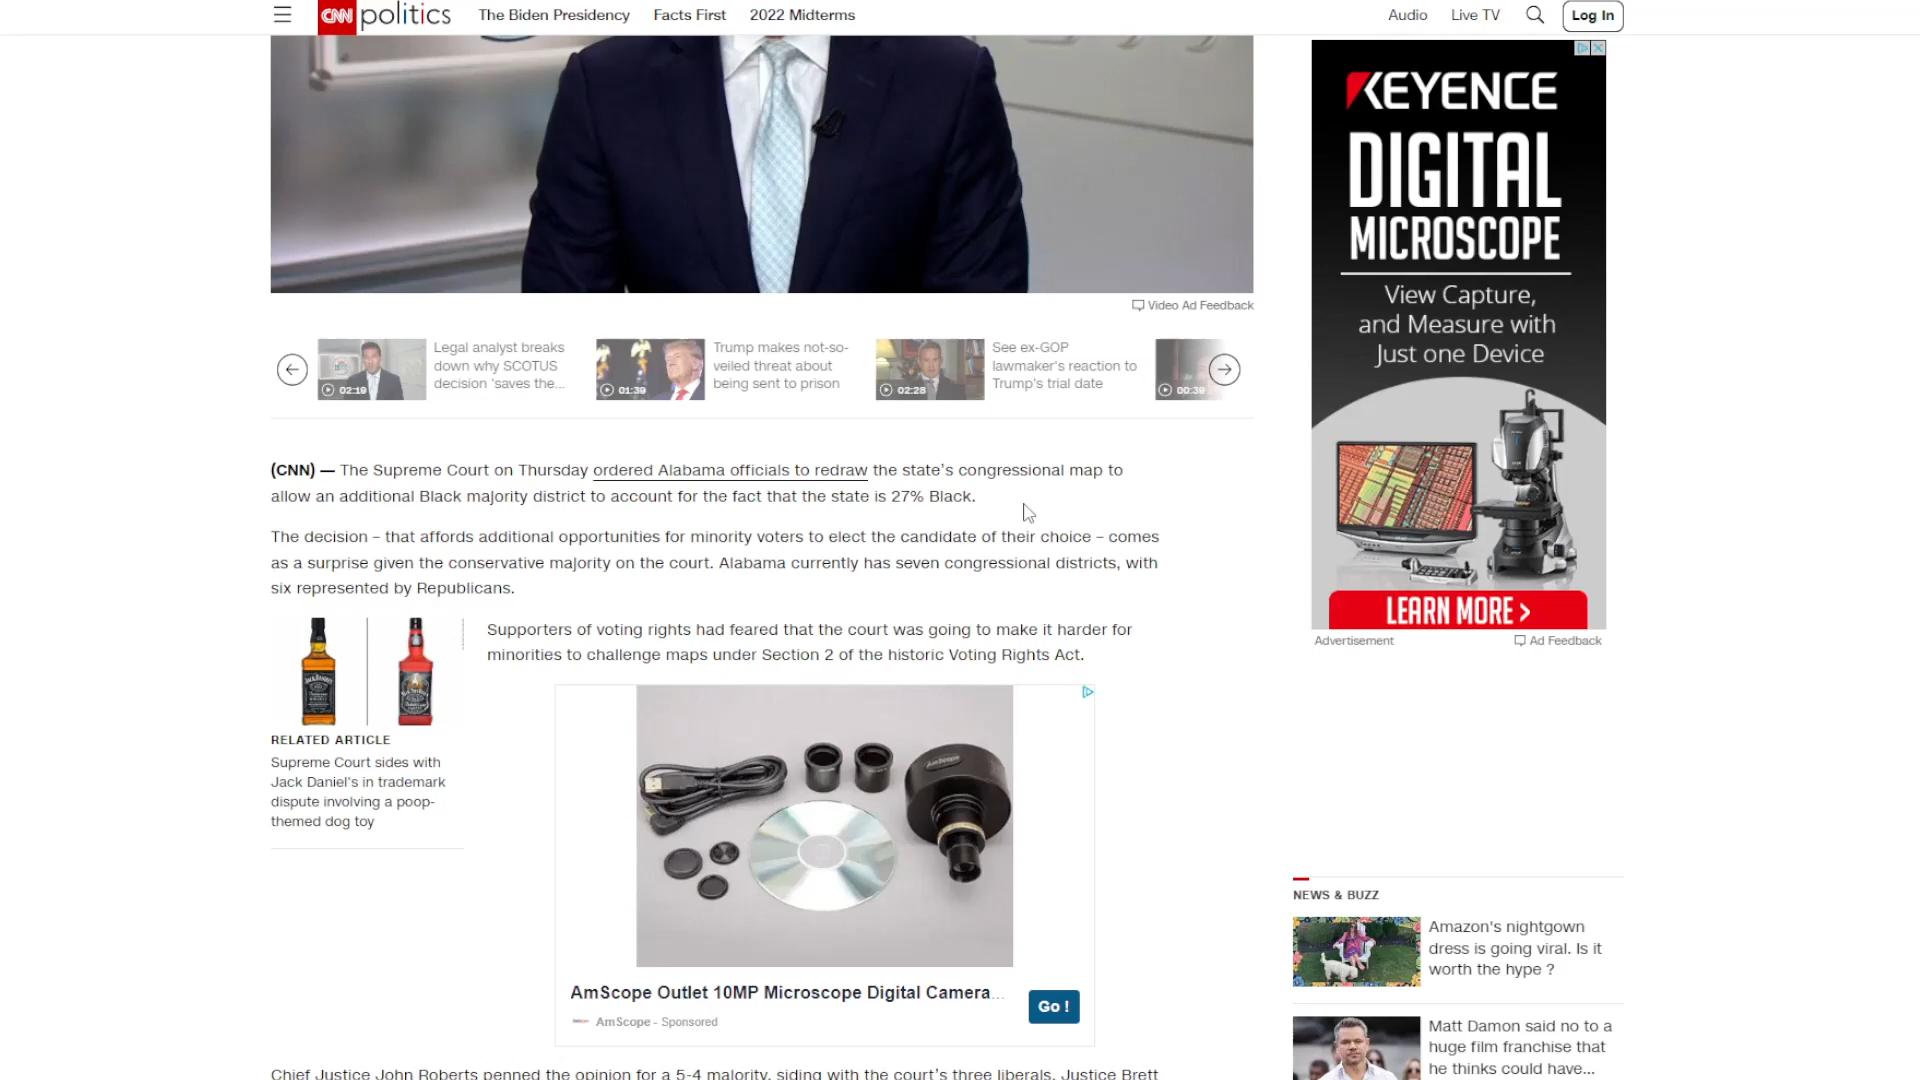 CNN politics The Biden Presidency Facts First 2022 Midterms Audio Live TV Log In
Video Ad Feedback
Legal analyst breaks
down why SCOTUS
decision 'saves the...
02:19
Trump makes not-so-
veiled threat about
being sent to prison
01:39
See ex-GOP
lawmaker's reaction to
Trump's trial date
02:28
00:39
(CNN) — The Supreme Court on Thursday ordered Alabama officials to redraw the state's congressional map to
allow an additional Black majority district to account for the fact that the state is 27% Black.
The decision – that affords additional opportunities for minority voters to elect the candidate of their choice – comes
as a surprise given the conservative majority on the court. Alabama currently has seven congressional districts, with
six represented by Republicans.
Supporters of voting rights had feared that the court was going to make it harder for
minorities to challenge maps under Section 2 of the historic Voting Rights Act.
RELATED ARTICLE
Supreme Court sides with
Jack Daniel's in trademark
dispute involving a poop-
themed dog toy
AmScope
AmScope Outlet 10MP Microscope Digital Camera...
AmScope - Sponsored
Go !
Chief Justice John Roberts penned the opinion for a 5-4 majority, siding with the court's three liberals. Justice Brett
KEYENCE
DIGITAL
MICROSCOPE
View Capture,
and Measure with
Just one Device
LEARN MORE >
Advertisement Ad Feedback
NEWS & BUZZ
Amazon's nightgown
dress is going viral. Is it
worth the hype ?
Matt Damon said no to a
huge film franchise that
he thinks could have...